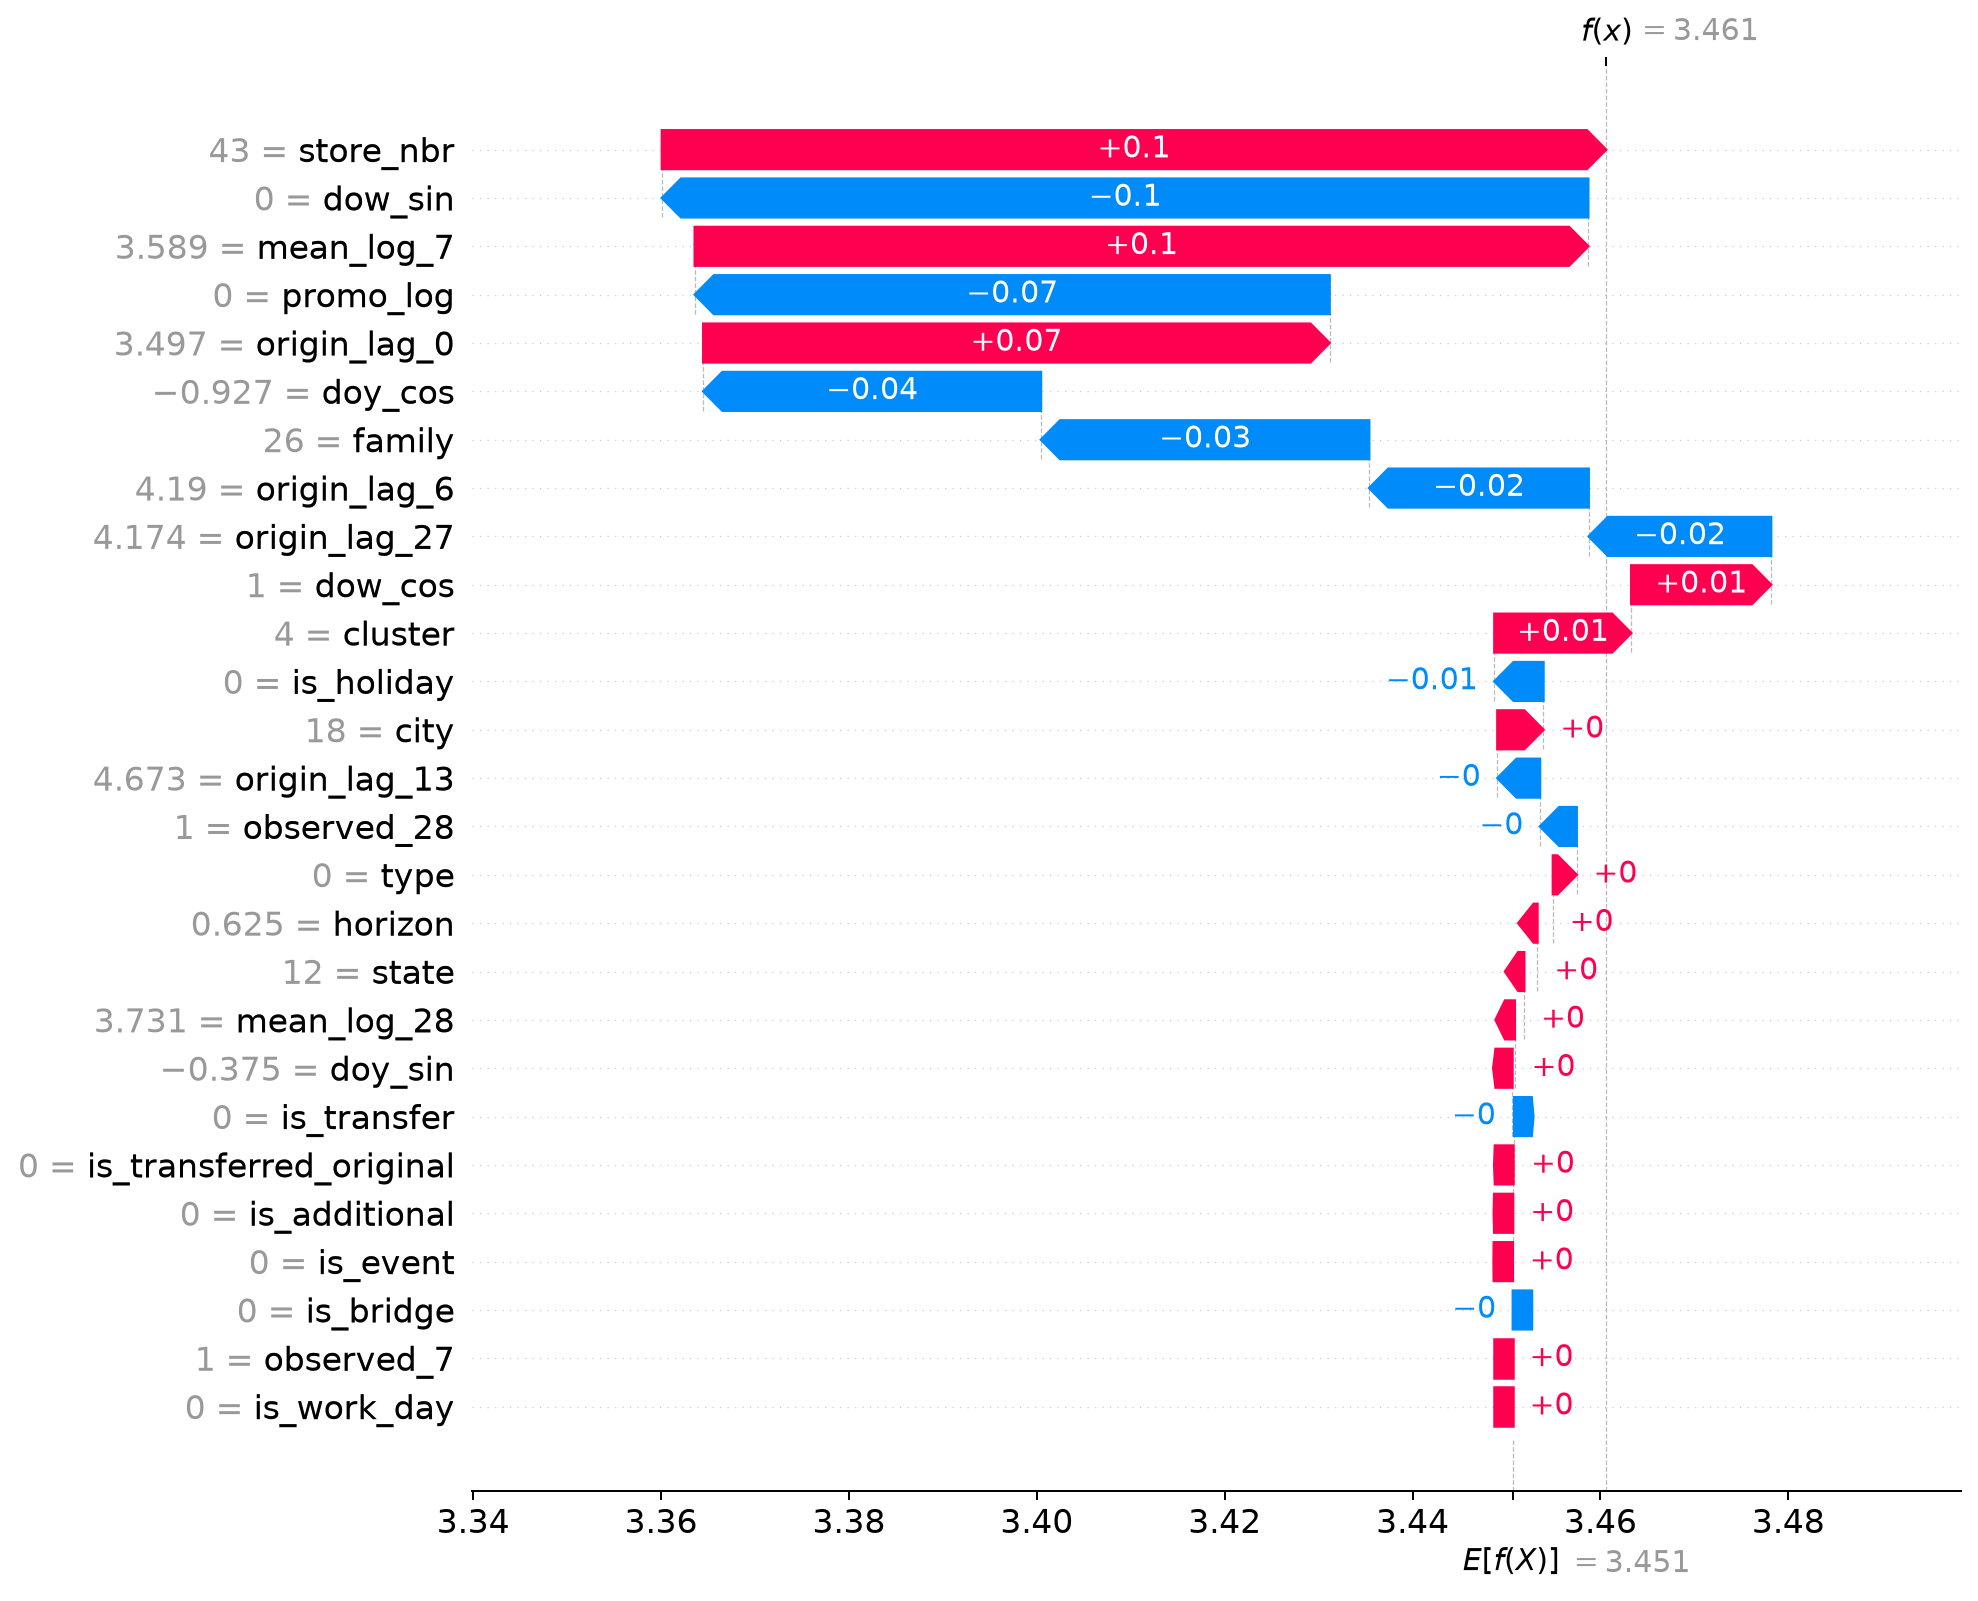 f(x) = 3.461
43 = store_nbr +0.1
0 = dow_sin −0.1
3.589 = mean_log_7 +0.1
0 = promo_log −0.07
3.497 = origin_lag_0 +0.07
−0.927 = doy_cos −0.04
26 = family −0.03
4.19 = origin_lag_6 −0.02
4.174 = origin_lag_27 −0.02
1 = dow_cos +0.01
4 = cluster +0.01
0 = is_holiday −0.01
18 = city +0
4.673 = origin_lag_13 −0
1 = observed_28 −0
0 = type +0
0.625 = horizon +0
12 = state +0
3.731 = mean_log_28 +0
−0.375 = doy_sin +0
0 = is_transfer −0
0 = is_transferred_original +0
0 = is_additional +0
0 = is_event +0
0 = is_bridge −0
1 = observed_7 +0
0 = is_work_day +0
3.34 3.36 3.38 3.40 3.42 3.44 3.46 3.48
E[f(X)] = 3.451